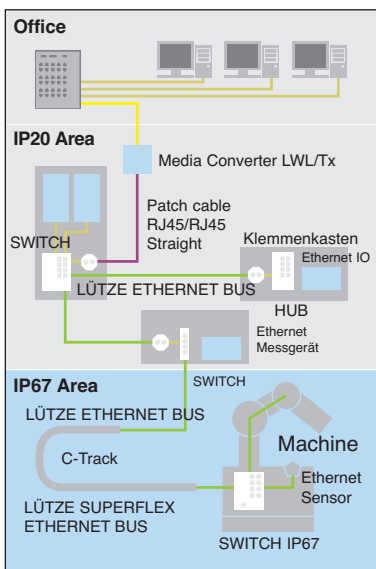 Office
IP20 Area
Media Converter LWL/Tx
Patch cable
RJ45/RJ45
Straight
SWITCH
Klemmenkasten
Ethernet IO
LÜTZE ETHERNET BUS
HUB
Ethernet
Messgerät
SWITCH
IP67 Area
LÜTZE ETHERNET BUS
C-Track
Machine
Ethernet
Sensor
LÜTZE SUPERFLEX
ETHERNET BUS
SWITCH IP67